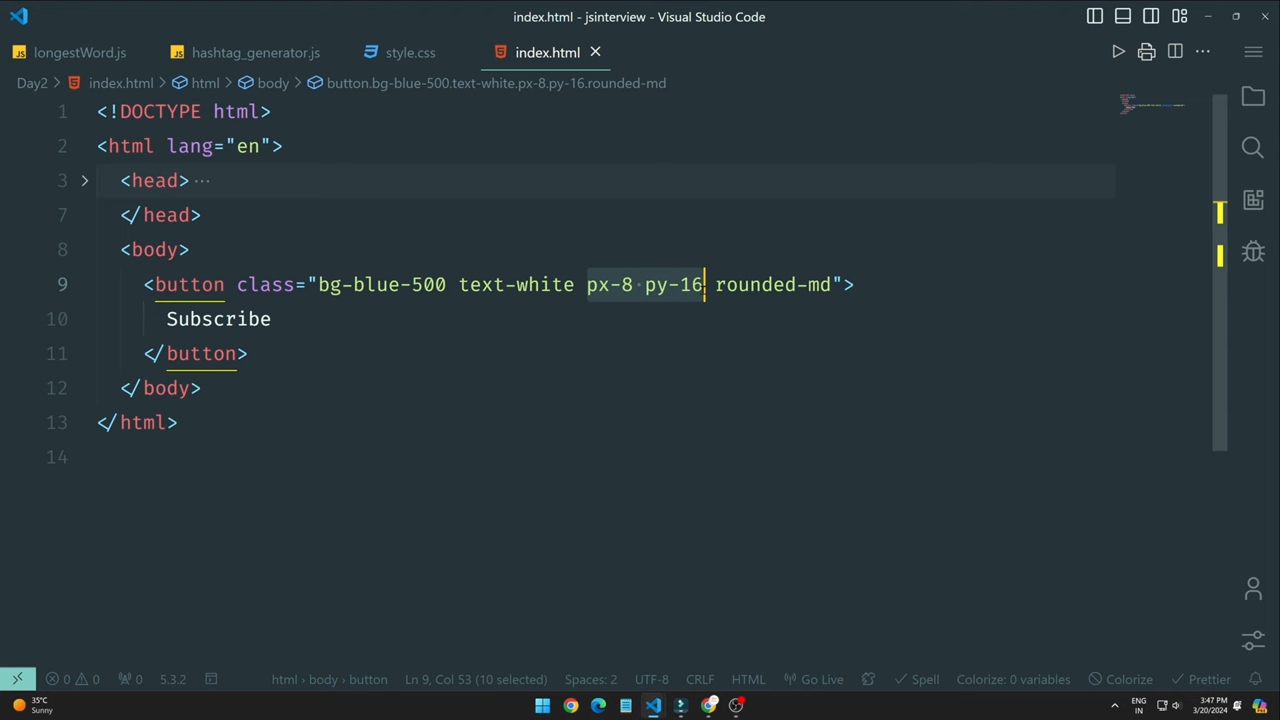 index.html - jsinterview - Visual Studio Code
JS longestWord.js JS hashtag_generator.js style.css index.html
Day2 > index.html > html > body > button.bg-blue-500.text-white.px-8.py-16.rounded-md
1 <!DOCTYPE html>
2 <html lang="en">
3 <head> ···
7 </head>
8 <body>
9 <button class="bg-blue-500 text-white px-8·py-16 rounded-md">
10 Subscribe
11 </button>
12 </body>
13 </html>
14
0 0 0 5.3.2 html › body › button Ln 9, Col 53 (10 selected) Spaces: 2 UTF-8 CRLF HTML Go Live Spell Colorize: 0 variables Colorize Prettier
35°C
Sunny
ENG
IN
3:47 PM
3/20/2024